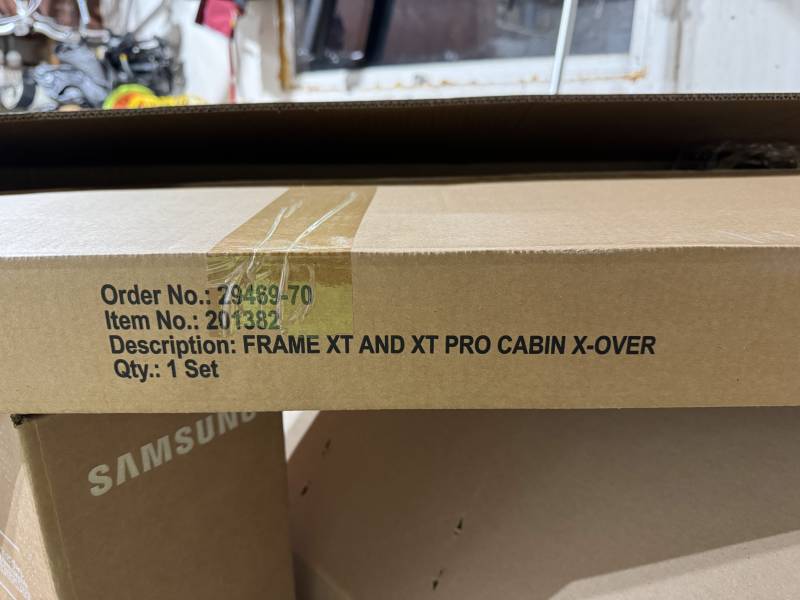 Order No.: 29469-70
Item No.: 201382
Description: FRAME XT AND XT PRO CABIN X-OVER
Qty.: 1 Set
SAMSUNG